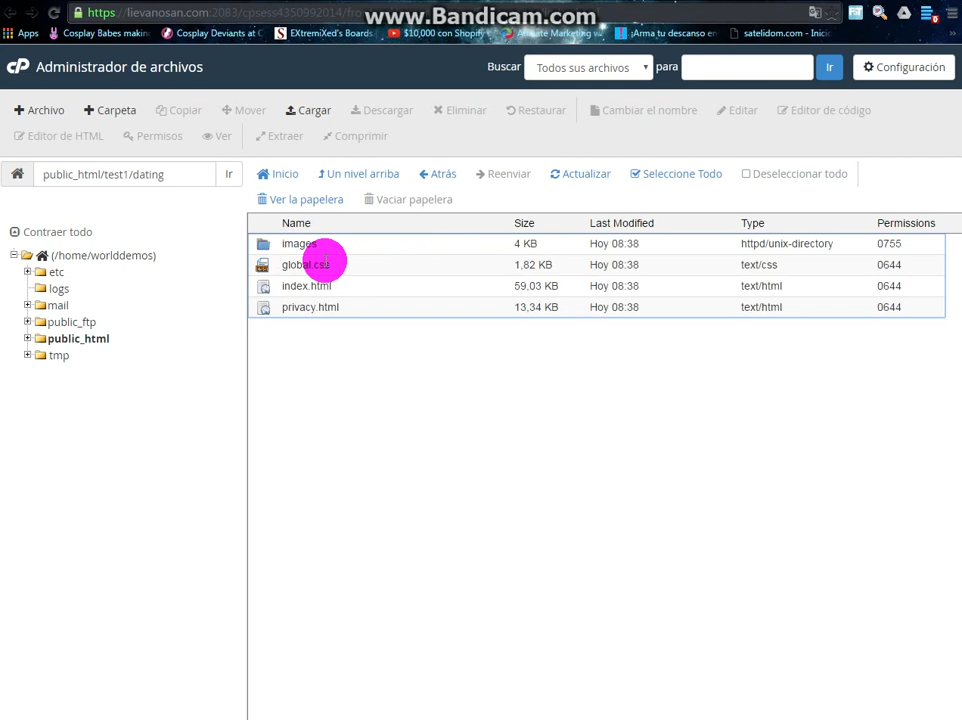 https://lievanosan.com:2083/cpsess4350992014/fro
www.Bandicam.com
Apps Cosplay Babes makin Cosplay Deviants at C EXtremiXed's Boards $10,000 con Shopify Affiliate Marketing va ¡Arma tu descanso en satelidom.com - Inicio
cP Administrador de archivos Buscar Todos sus archivos para Ir Configuración
Archivo Carpeta Copiar Mover Cargar Descargar Eliminar Restaurar Cambiar el nombre Editar Editor de código
Editor de HTML Permisos Ver Extraer Comprimir
public_html/test1/dating Ir Inicio Un nivel arriba Atrás Reenviar Actualizar Seleccione Todo Deseleccionar todo
Ver la papelera Vaciar papelera
Contraer todo
(/home/worlddemos)
etc
logs
mail
public_ftp
public_html
tmp
Name Size Last Modified Type Permissions
images 4 KB Hoy 08:38 httpd/unix-directory 0755
global.css 1,82 KB Hoy 08:38 text/css 0644
index.html 59,03 KB Hoy 08:38 text/html 0644
privacy.html 13,34 KB Hoy 08:38 text/html 0644